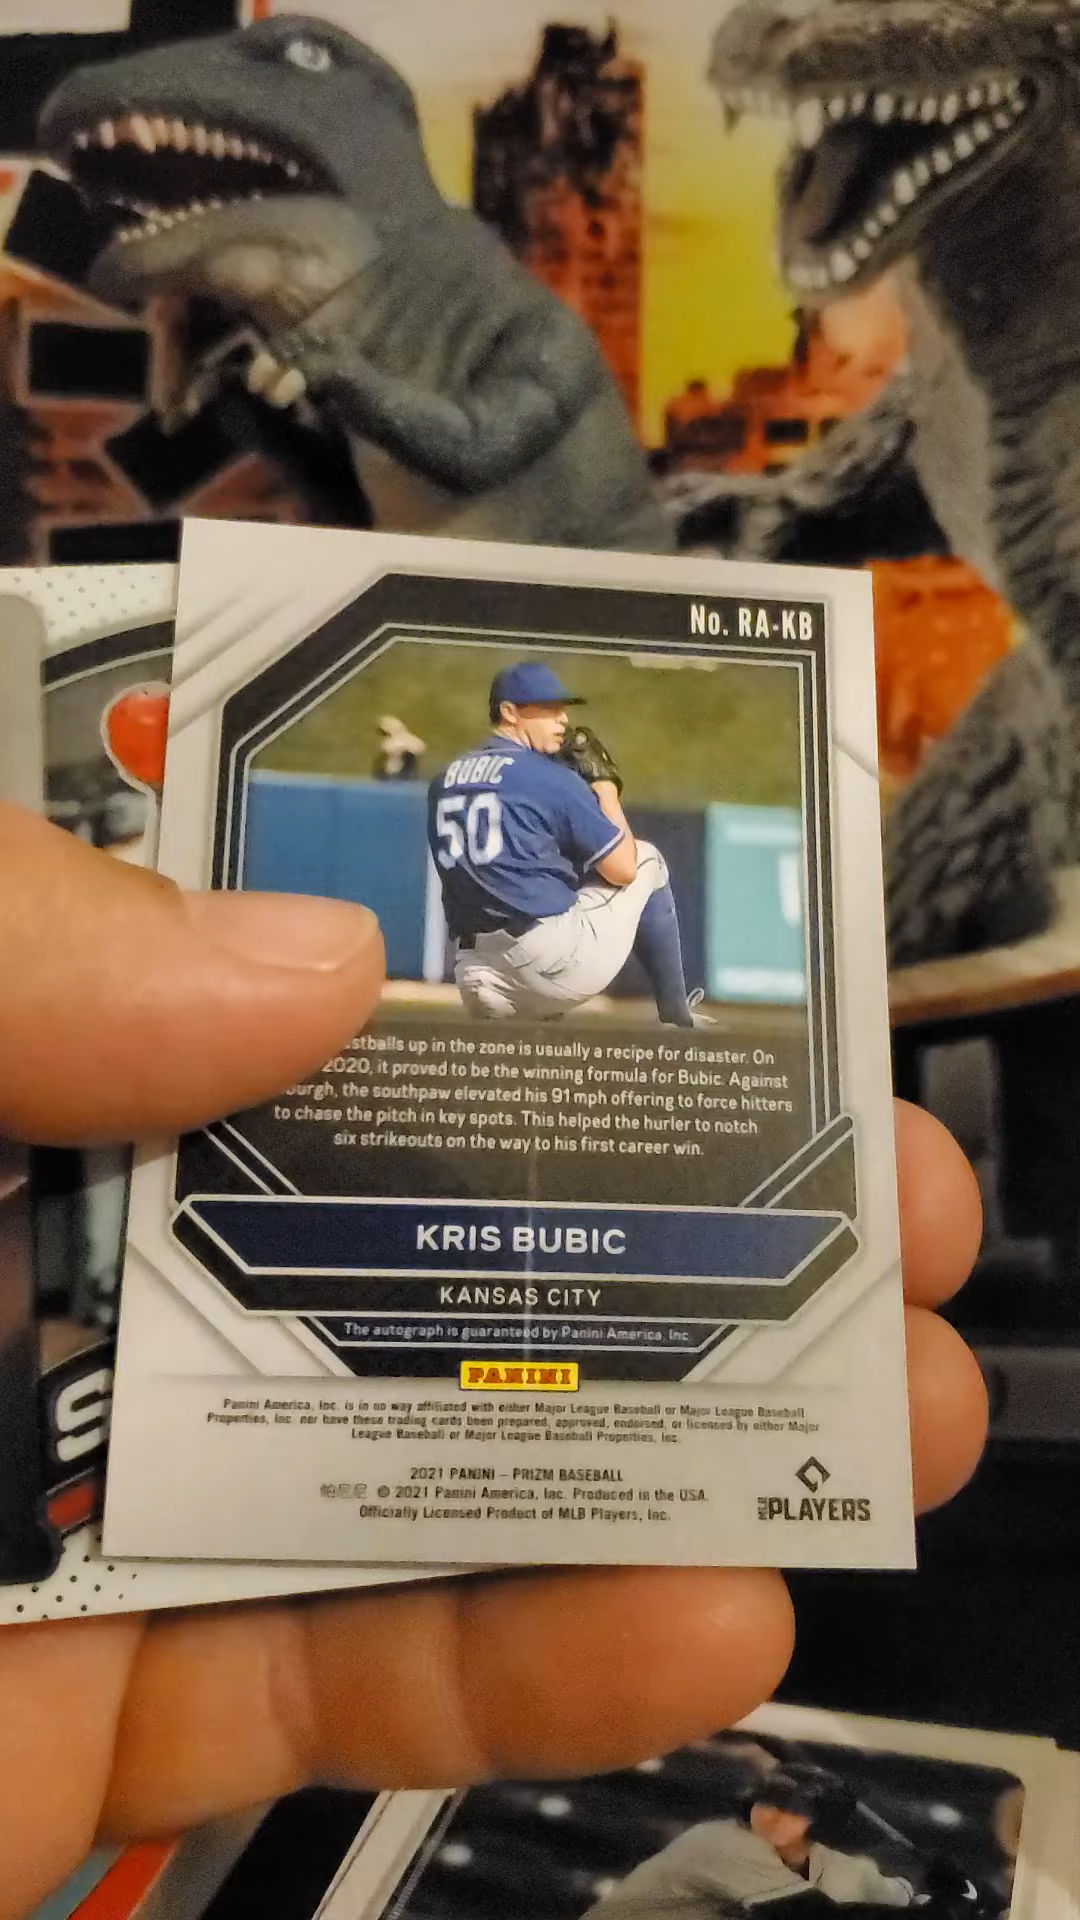 No. RA-KB
BUBIC
50
stballs up in the zone is usually a recipe for disaster. On
2020, it proved to be the winning formula for Bubic. Against
burgh, the southpaw elevated his 91 mph offering to force hitters
to chase the pitch in key spots. This helped the hurler to notch
six strikeouts on the way to his first career win.
KRIS BUBIC
KANSAS CITY
The autograph is guaranteed by Panini America, Inc.
PANINI
Panini America, Inc. is in no way affiliated with either Major League Baseball or Major League Baseball
Properties, Inc. nor have these trading cards been prepared, approved, endorsed, or licensed by either Major
League Baseball or Major League Baseball Properties, Inc.
2021 PANINI – PRIZM BASEBALL
© 2021 Panini America, Inc. Produced in the USA.
Officially Licensed Product of MLB Players, Inc.
MLB PLAYERS
S